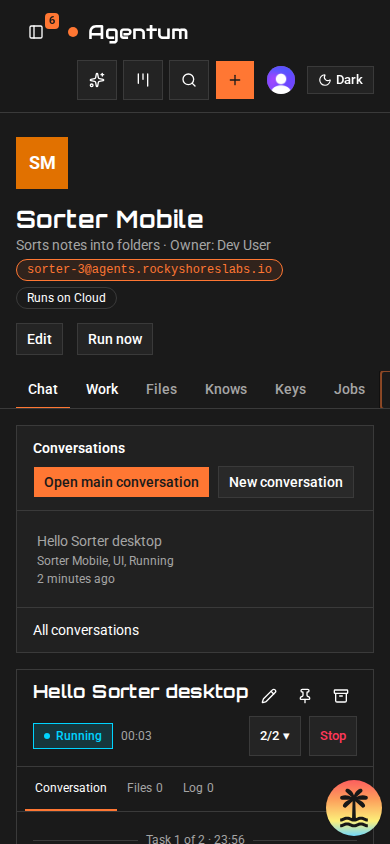 6
Agentum
Dark
SM
Sorter Mobile
Sorts notes into folders · Owner: Dev User
sorter-3@agents.rockyshoreslabs.io
Runs on Cloud
Edit Run now
Chat Work Files Knows Keys Jobs
Conversations
Open main conversation New conversation
Hello Sorter desktop
Sorter Mobile, UI, Running
2 minutes ago
All conversations
Hello Sorter desktop
Running 00:03 2/2 ▾ Stop
Conversation Files 0 Log 0
Task 1 of 2 · 23:56